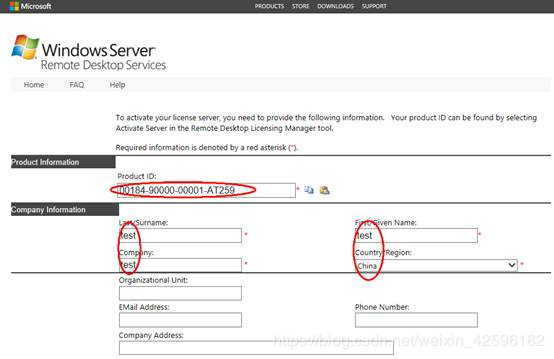 Microsoft
PRODUCTS STORE DOWNLOADS SUPPORT
Windows Server
Remote Desktop Services
Home FAQ Help
To activate your license server, you need to provide the following information. Your product ID can be found by selecting
Activate Server in the Remote Desktop Licensing Manager tool.
Required information is denoted by a red asterisk (*).
Product Information
Product ID:
00184-90000-00001-AT259 *
Company Information
Last/Surname: First/Given Name:
test * test *
Company: Country/Region:
test * China *
Organizational Unit:
EMail Address: Phone Number:
Company Address:
https://blog.csdn.net/weixin_42596182